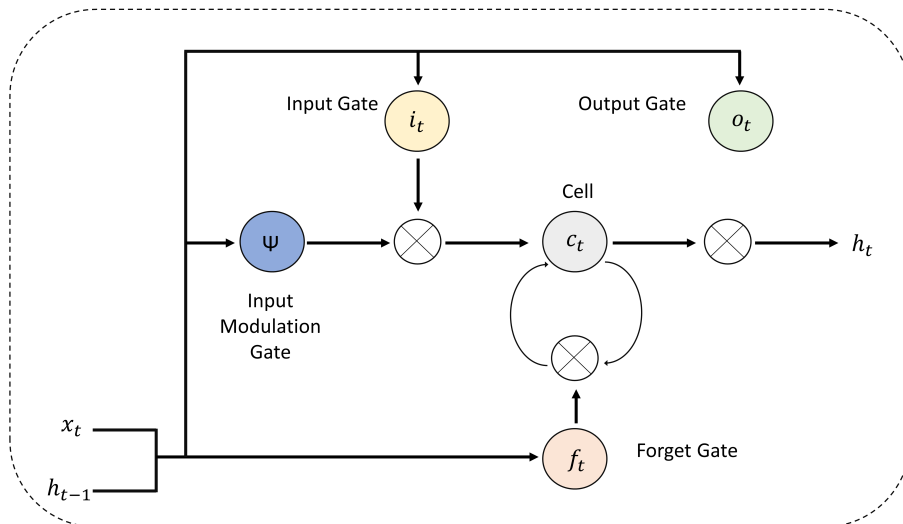 Input Gate
i_t
Output Gate
o_t
Cell
Ψ
c_t
h_t
Input
Modulation
Gate
x_t
h_{t−1}
f_t
Forget Gate